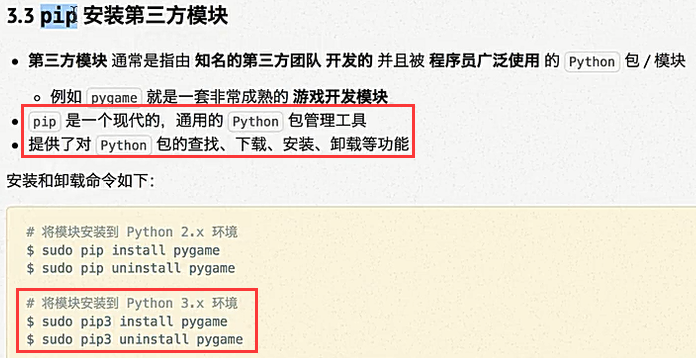 3.3 pip 安装第三方模块
第三方模块 通常是指由 知名的第三方团队 开发的 并且被 程序员广泛使用 的 Python 包 / 模块
例如 pygame 就是一套非常成熟的 游戏开发模块
pip 是一个现代的，通用的 Python 包管理工具
提供了对 Python 包的查找、下载、安装、卸载等功能
安装和卸载命令如下：
# 将模块安装到 Python 2.x 环境
$ sudo pip install pygame
$ sudo pip uninstall pygame
# 将模块安装到 Python 3.x 环境
$ sudo pip3 install pygame
$ sudo pip3 uninstall pygame